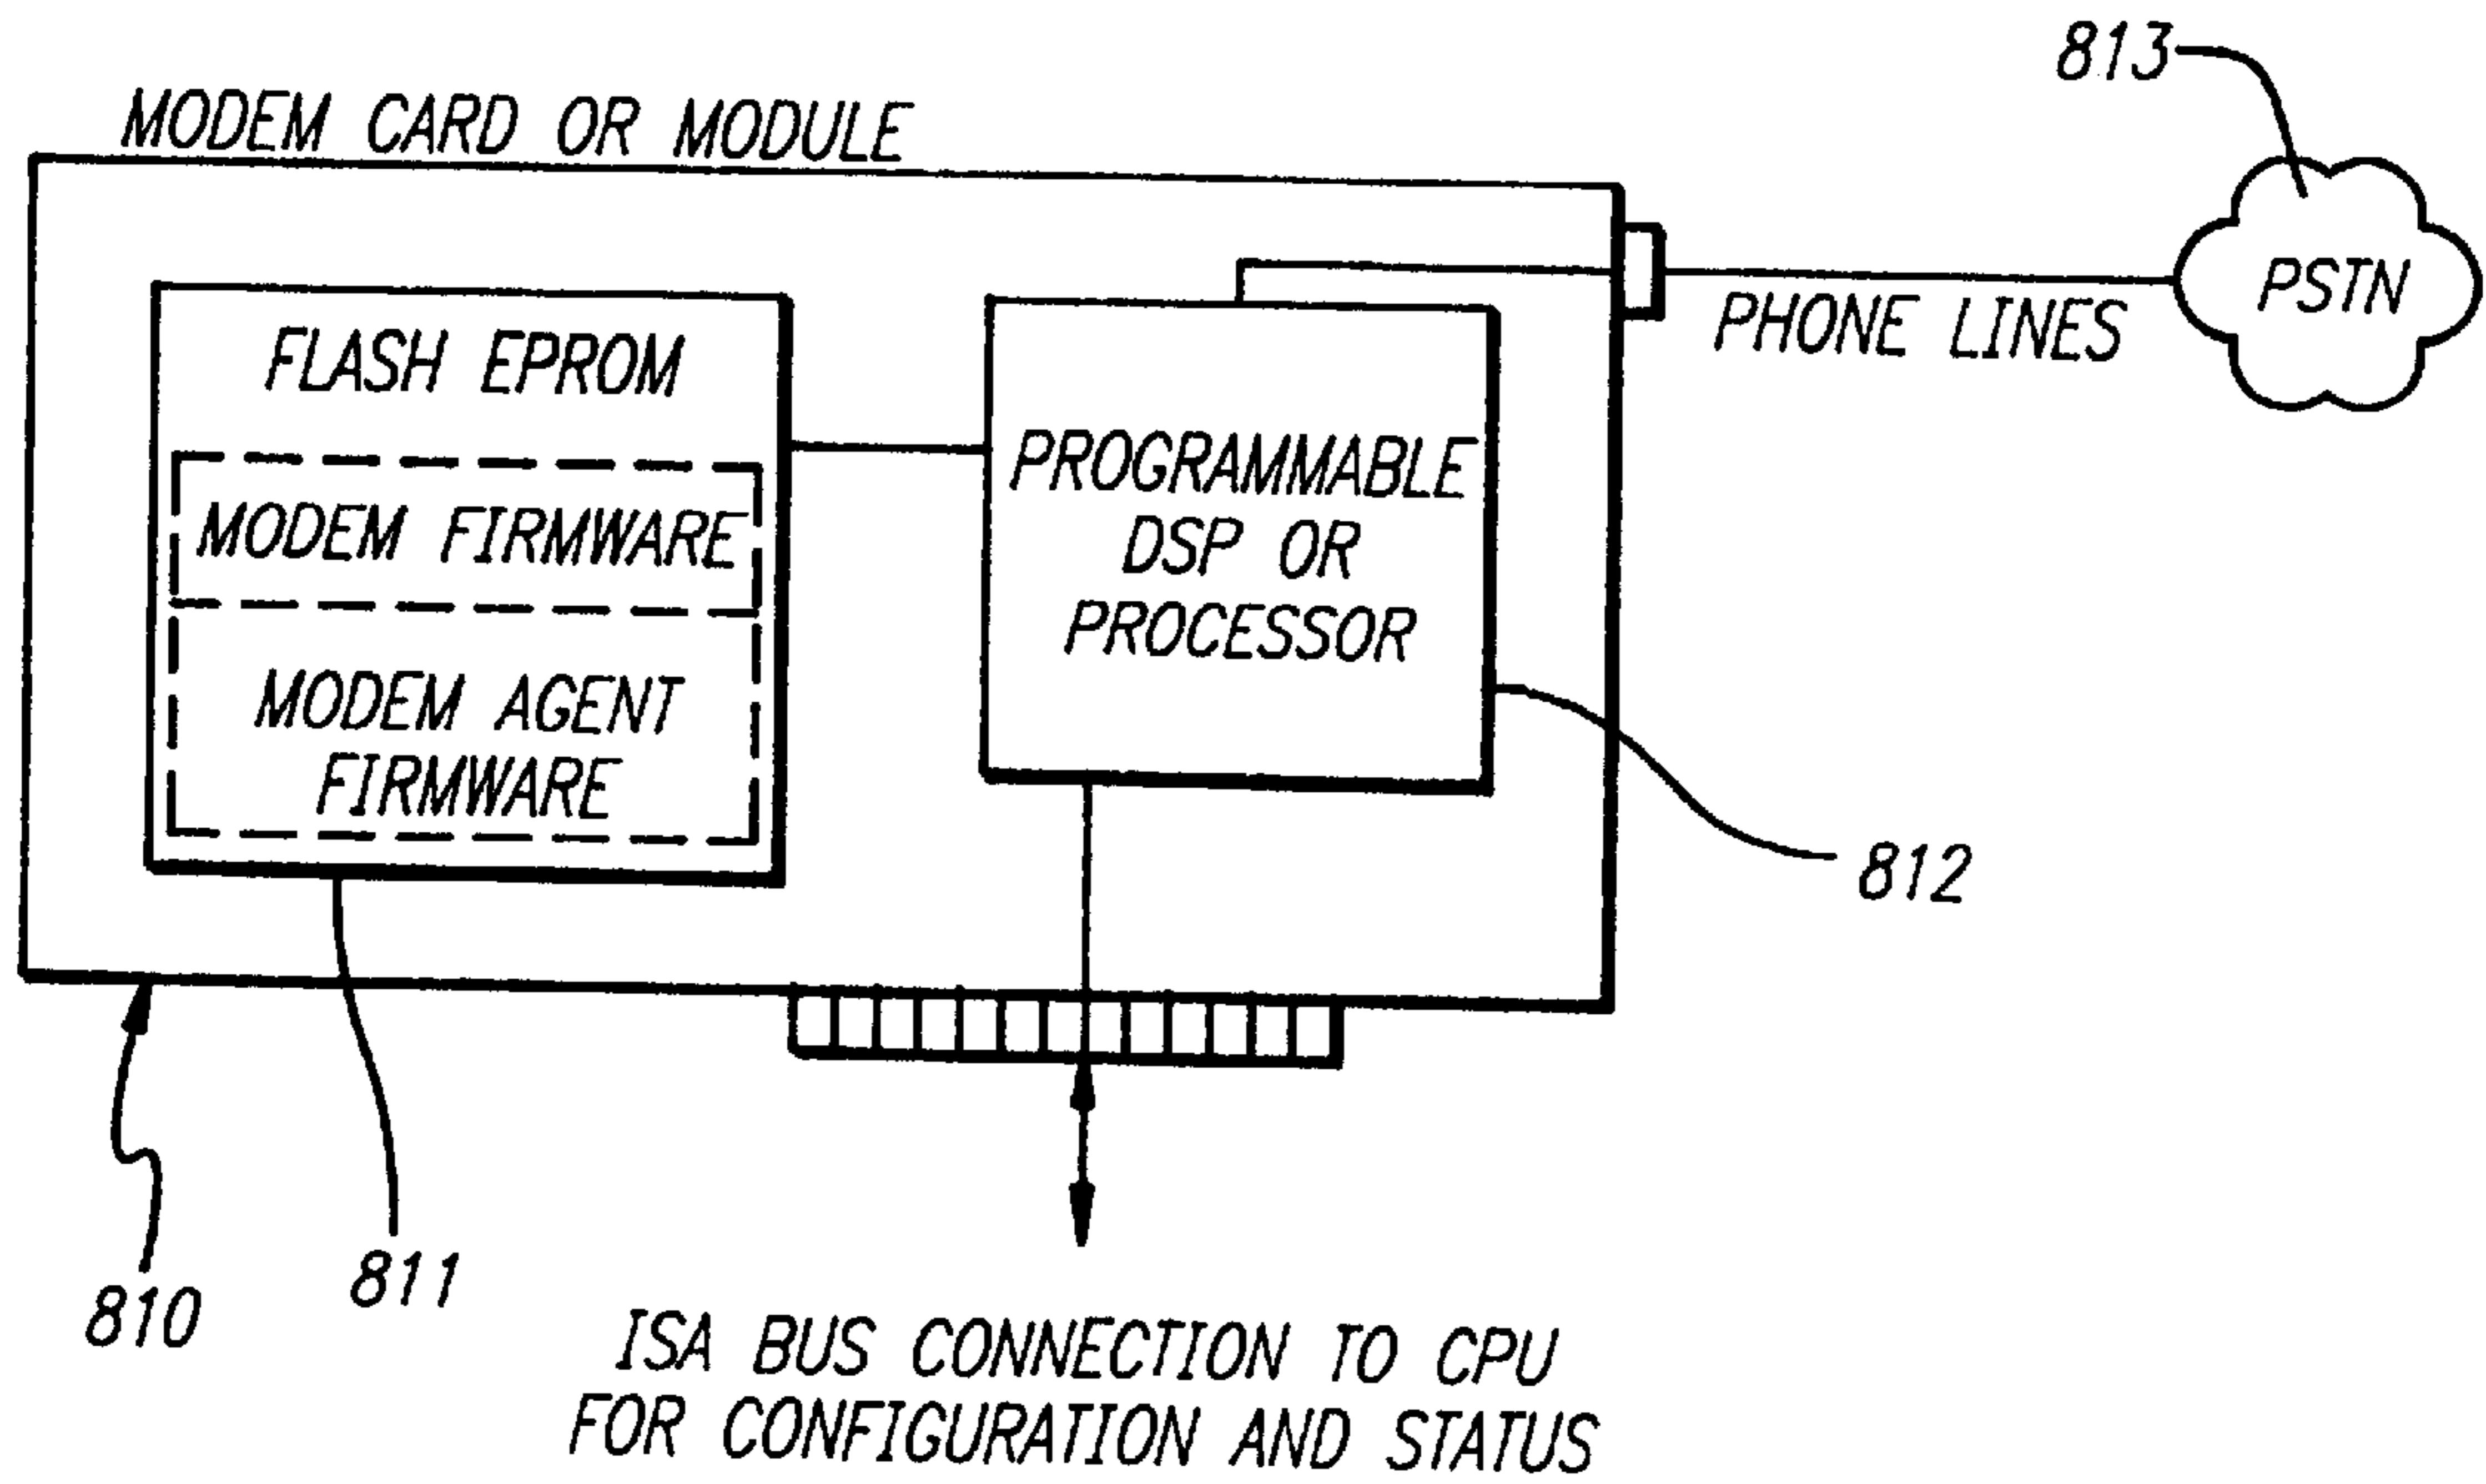 813
MODEM CARD OR MODULE
PSTN
PHONE LINES
FLASH EPROM
MODEM FIRMWARE
MODEM AGENT
FIRMWARE
PROGRAMMABLE
DSP OR
PROCESSOR
812
811
810
ISA BUS CONNECTION TO CPU
FOR CONFIGURATION AND STATUS